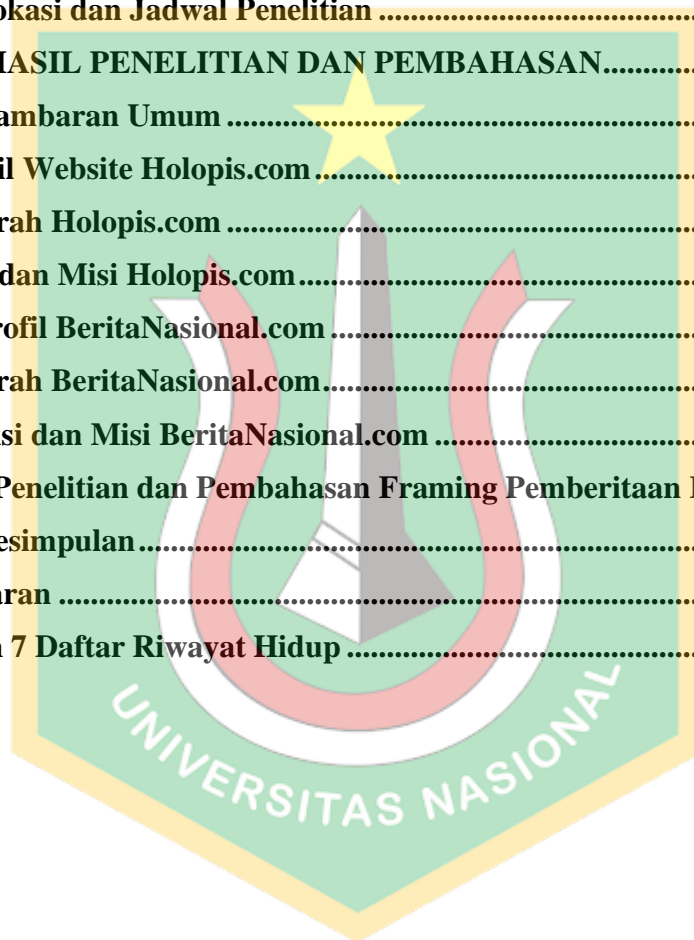 okasi dan Jadwal Penelitian ........................................
HASIL PENELITIAN DAN PEMBAHASAN............
ambaran Umum ............................................................
il Website Holopis.com ................................................
rah Holopis.com ............................................................
dan Misi Holopis.com...................................................
rofil BeritaNasional.com ...............................................
rah BeritaNasional.com................................................
si dan Misi BeritaNasional.com .................................
Penelitian dan Pembahasan Framing Pemberitaan
esimpulan........................................................................
aran ..................................................................................
7 Daftar Riwayat Hidup ..............................................
UNIVERSITAS NASIONAL